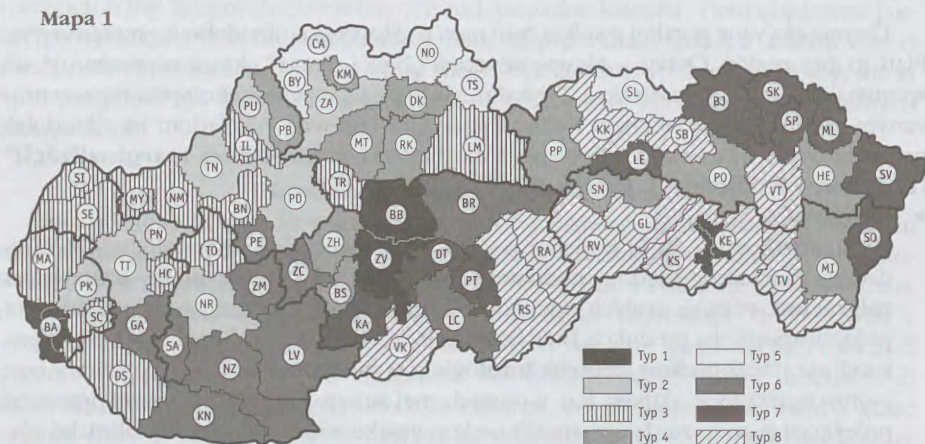 Mapa 1
CA
NO
BY
KM
TS
ZA
PU
DK
PB
IL
MT
RK
LM
TN
TR
SI
MY
NM
BN
PD
SE
PN
TO
PE
ZH
MA
TT
HC
PK
NR
ZM
ZC
BS
BA
SC
GA
SA
DS
NZ
LV
KN
BB
BR
ZV
DT
PT
KA
LC
VK
RA
RS
RV
SN
GL
KS
KE
PP
KK
LE
SL
SB
PO
BJ
SK
SP
ML
VT
HE
SV
SO
MI
TV
Typ 1
Typ 5
Typ 2
Typ 6
Typ 3
Typ 7
Typ 4
Typ 8